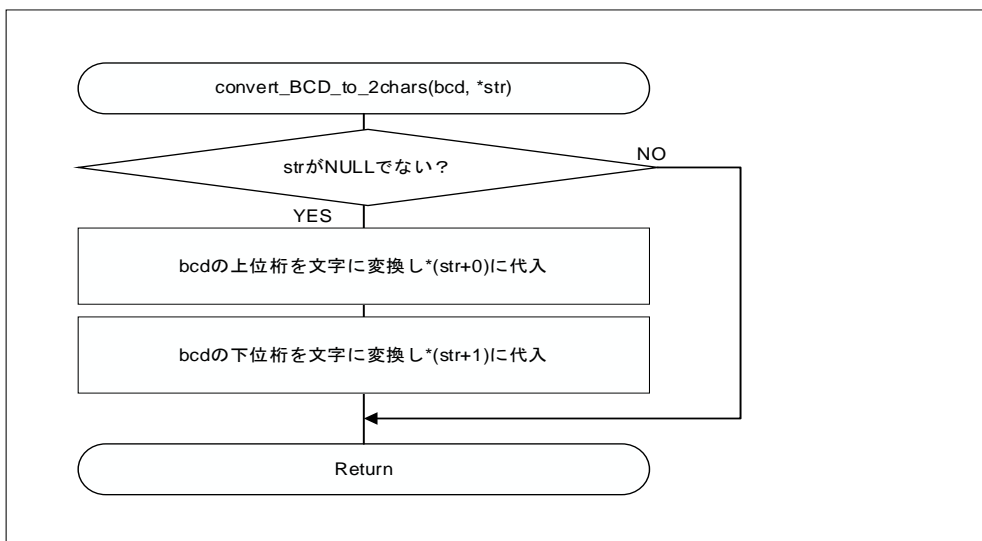 convert_BCD_to_2chars(bcd, *str)
strがNULLでない？
NO
YES
bcdの上位桁を文字に変換し*(str+0)に代入
bcdの下位桁を文字に変換し*(str+1)に代入
Return